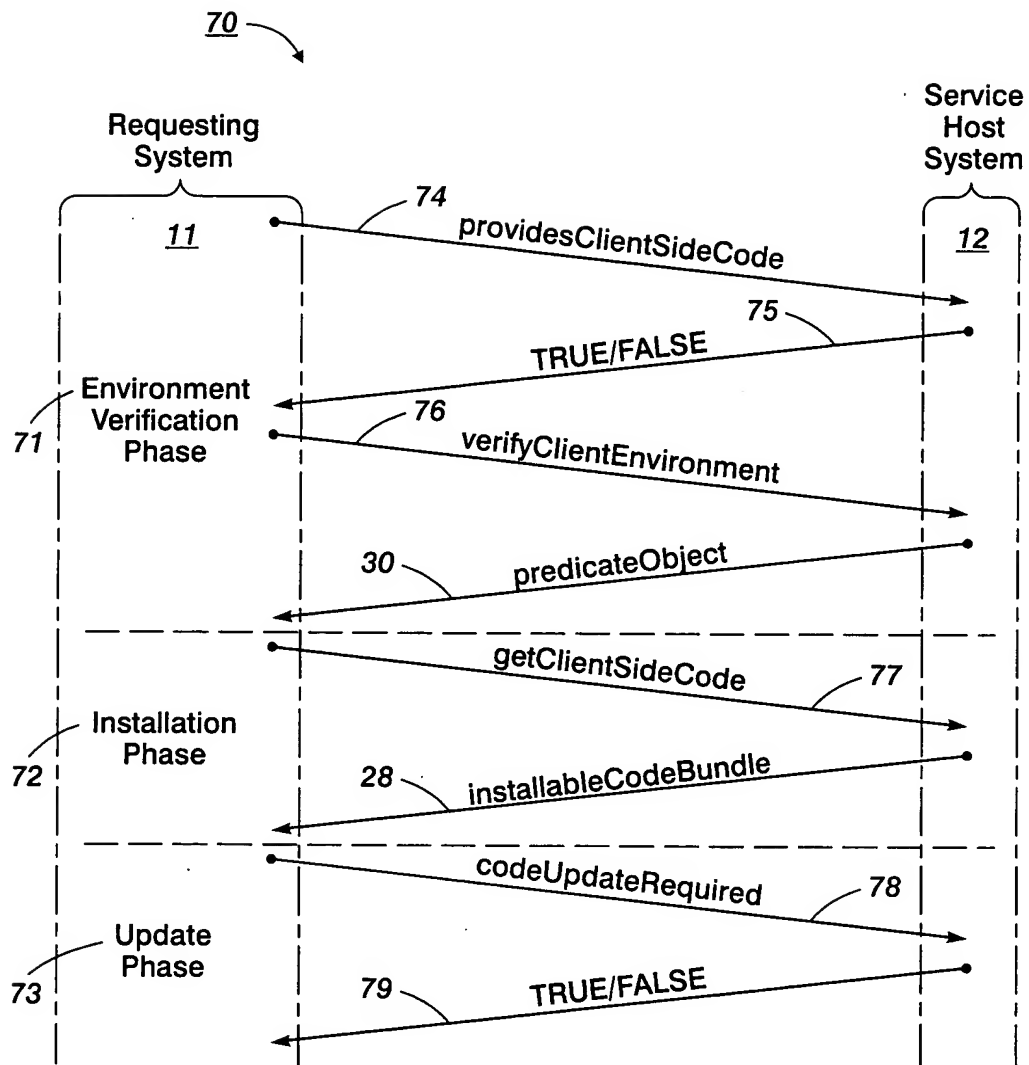 70
Requesting
System
Service
Host
System
11
12
74
providesClientSideCode
75
TRUE/FALSE
71
Environment
Verification
Phase
76
verifyClientEnvironment
30
predicateObject
getClientSideCode
77
72
Installation
Phase
28
installableCodeBundle
codeUpdateRequired
78
73
Update
Phase
79
TRUE/FALSE